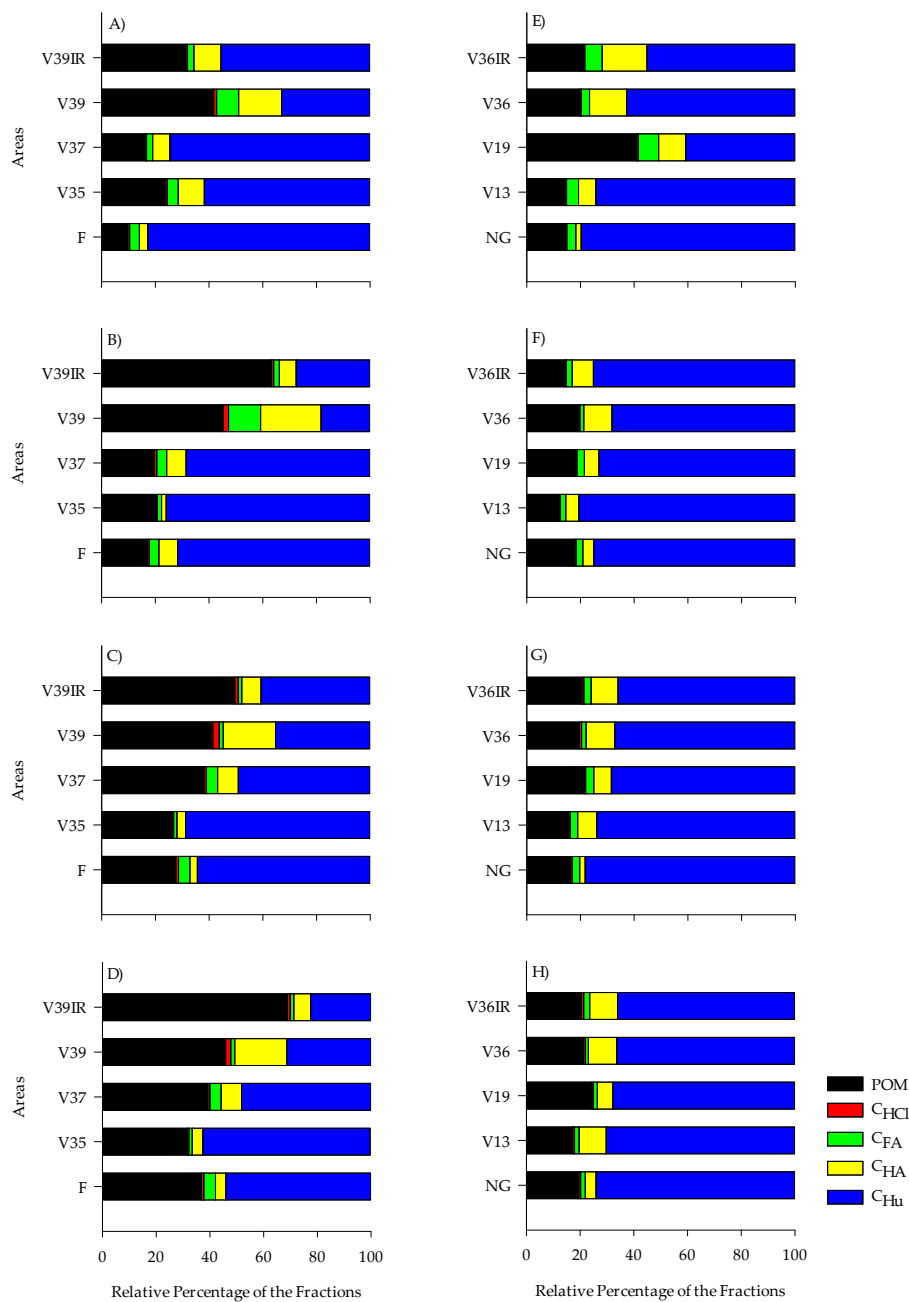 A)
Areas
V39IR
V39
V37
V35
F
E)
V36IR
V36
V19
V13
NG
B)
Areas
V39IR
V39
V37
V35
F
F)
V36IR
V36
V19
V13
NG
C)
Areas
V39IR
V39
V37
V35
F
G)
V36IR
V36
V19
V13
NG
D)
Areas
V39IR
V39
V37
V35
F
0 20 40 60 80 100
Relative Percentage of the Fractions
H)
V36IR
V36
V19
V13
NG
0 20 40 60 80 100
Relative Percentage of the Fractions
POM
CHCl
CFA
CHA
CHu